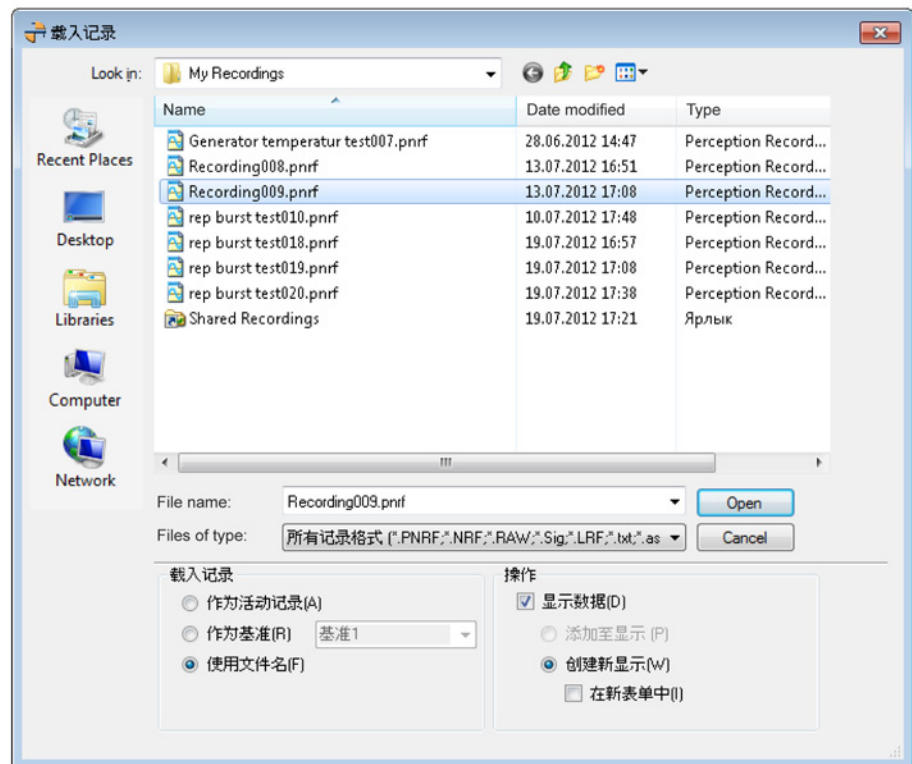 载入记录
Look in: My Recordings
Name Date modified Type
Generator temperatur test007.pnrf 28.06.2012 14:47 Perception Record...
Recording008.pnrf 13.07.2012 16:51 Perception Record...
Recording009.pnrf 13.07.2012 17:08 Perception Record...
rep burst test010.pnrf 10.07.2012 17:48 Perception Record...
rep burst test018.pnrf 19.07.2012 16:57 Perception Record...
rep burst test019.pnrf 19.07.2012 17:08 Perception Record...
rep burst test020.pnrf 19.07.2012 17:38 Perception Record...
Shared Recordings 19.07.2012 17:21 Ярлык
Recent Places
Desktop
Libraries
Computer
Network
File name: Recording009.pnrf Open
Files of type: 所有记录格式 (*.PNRF;*.NRF;*.RAW;*.Sig;*.LRF;*.txt;*.as Cancel
载入记录
作为活动记录(A)
作为基准(R) 基准1
使用文件名(F)
操作
显示数据(D)
添加至显示 (P)
创建新显示(W)
在新表单中(I)